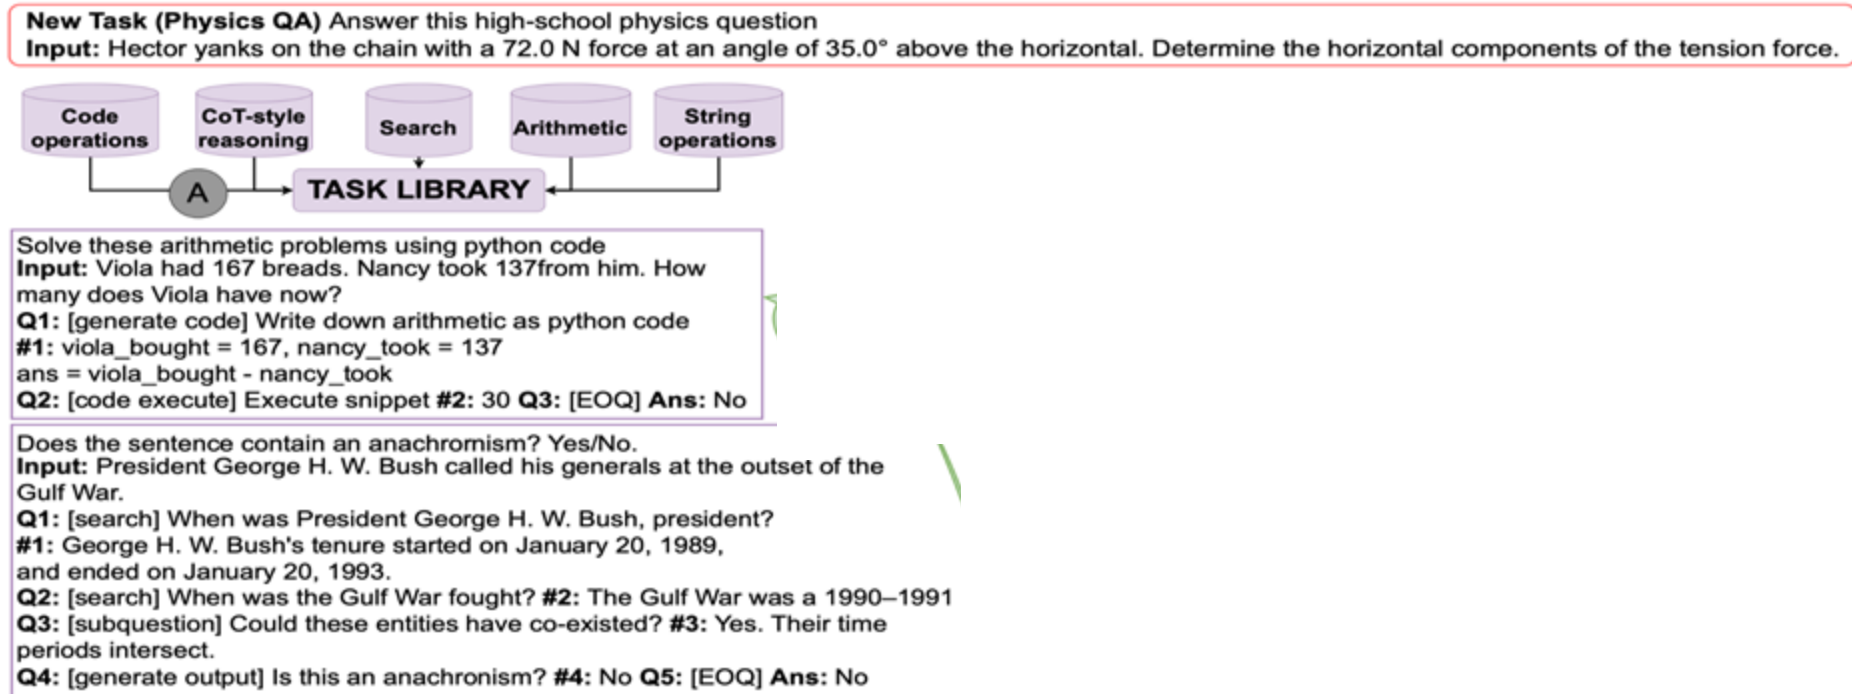 New Task (Physics QA) Answer this high-school physics question
Input: Hector yanks on the chain with a 72.0 N force at an angle of 35.0° above the horizontal. Determine the horizontal components of the tension force.
Code
operations
CoT-style
reasoning
Search
Arithmetic
String
operations
A
TASK LIBRARY
Solve these arithmetic problems using python code
Input: Viola had 167 breads. Nancy took 137from him. How
many does Viola have now?
Q1: [generate code] Write down arithmetic as python code
#1: viola_bought = 167, nancy_took = 137
ans = viola_bought - nancy_took
Q2: [code execute] Execute snippet #2: 30 Q3: [EOQ] Ans: No
Does the sentence contain an anachrornism? Yes/No.
Input: President George H. W. Bush called his generals at the outset of the
Gulf War.
Q1: [search] When was President George H. W. Bush, president?
#1: George H. W. Bush's tenure started on January 20, 1989,
and ended on January 20, 1993.
Q2: [search] When was the Gulf War fought? #2: The Gulf War was a 1990–1991
Q3: [subquestion] Could these entities have co-existed? #3: Yes. Their time
periods intersect.
Q4: [generate output] Is this an anachronism? #4: No Q5: [EOQ] Ans: No